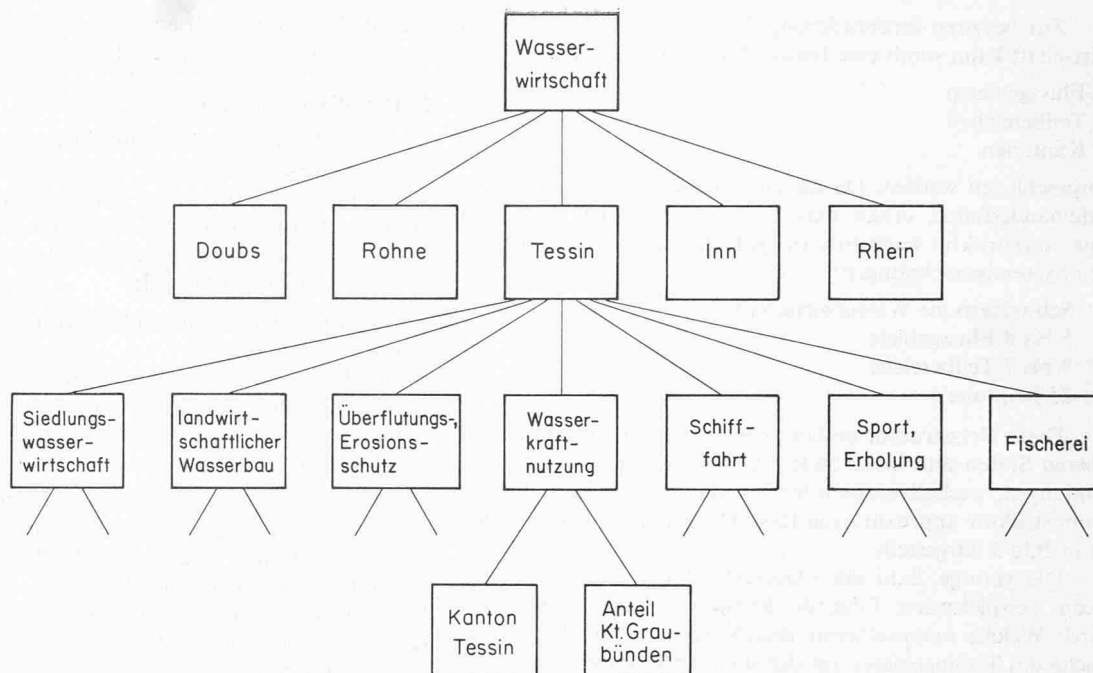 Wasser-
wirtschaft
Doubs
Rohne
Tessin
Inn
Rhein
Siedlungs-
wasser-
wirtschaft
landwirt-
schaftlicher
Wasserbau
Überflutungs-,
Erosions-
schutz
Wasser-
kraft-
nutzung
Schiff-
fahrt
Sport,
Erholung
Fischerei
Kanton
Tessin
Anteil
Kt. Grau-
bünden